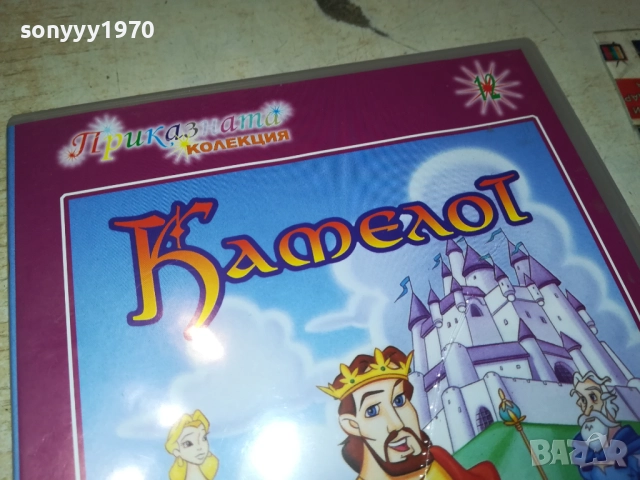 sonyyy1970
Приказната
КОЛЕКЦИЯ
12
Камелот
BAZAR